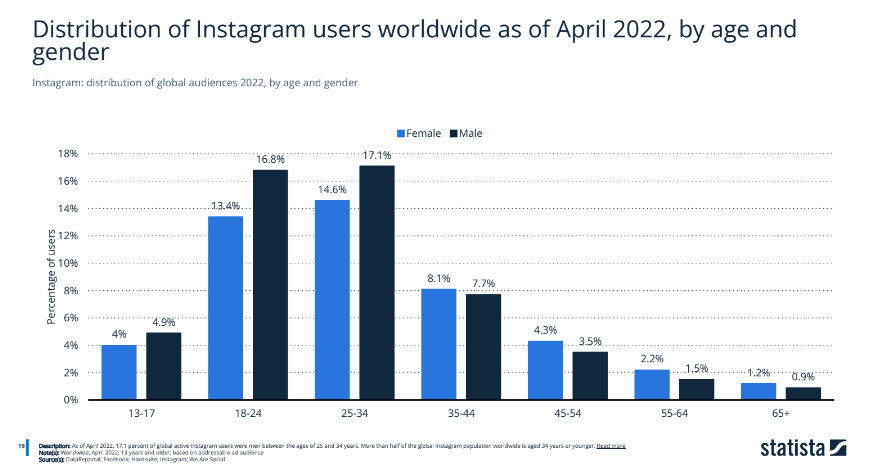 Distribution of Instagram users worldwide as of April 2022, by age and
gender
Instagram: distribution of global audiences 2022, by age and gender
Female Male
18%
16%
14%
12%
10%
8%
6%
4%
2%
0%
Percentage of users
4% 4.9%
13.4% 16.8%
14.6% 17.1%
8.1% 7.7%
4.3% 3.5%
2.2% 1.5%
1.2% 0.9%
13-17 18-24 25-34 35-44 45-54 55-64 65+
19
Description: As of April 2022, 17.1 percent of global active Instagram users were men between the ages of 25 and 34 years. More than half of the global Instagram population worldwide is aged 34 years or younger. Read more
Note(s): Worldwide; April 2022; 13 years and older; based on addressable ad audience
Source(s): DataReportal; Facebook; Hootsuite; Instagram; We Are Social
statista